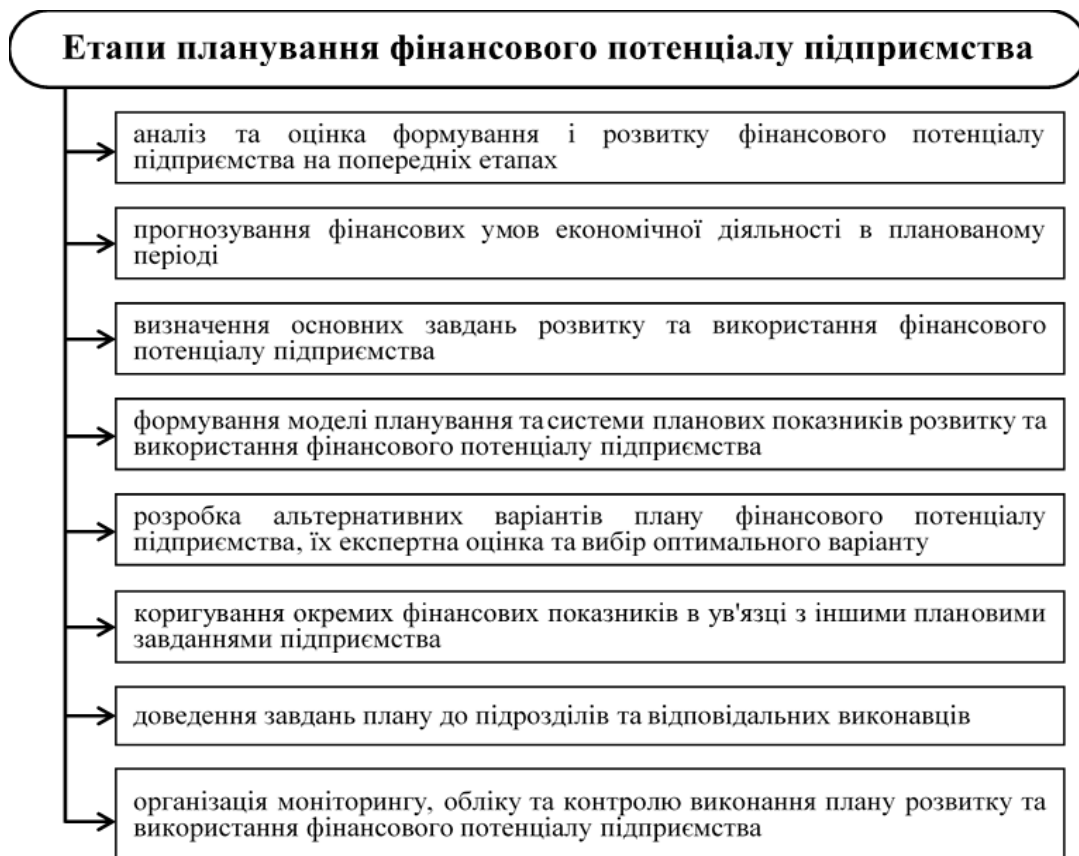 Етапи планування фінансового потенціалу підприємства
аналіз та оцінка формування і розвитку фінансового потенціалу
підприємства на попередніх етапах
прогнозування фінансових умов економічної діяльності в планованому
періоді
визначення основних завдань розвитку та використання фінансового
потенціалу підприємства
формування моделі планування та системи планових показників розвитку та
використання фінансового потенціалу підприємства
розробка альтернативних варіантів плану фінансового потенціалу
підприємства, їх експертна оцінка та вибір оптимального варіанту
коригування окремих фінансових показників в ув'язці з іншими плановими
завданнями підприємства
доведення завдань плану до підрозділів та відповідальних виконавців
організація моніторингу, обліку та контролю виконання плану розвитку та
використання фінансового потенціалу підприємства